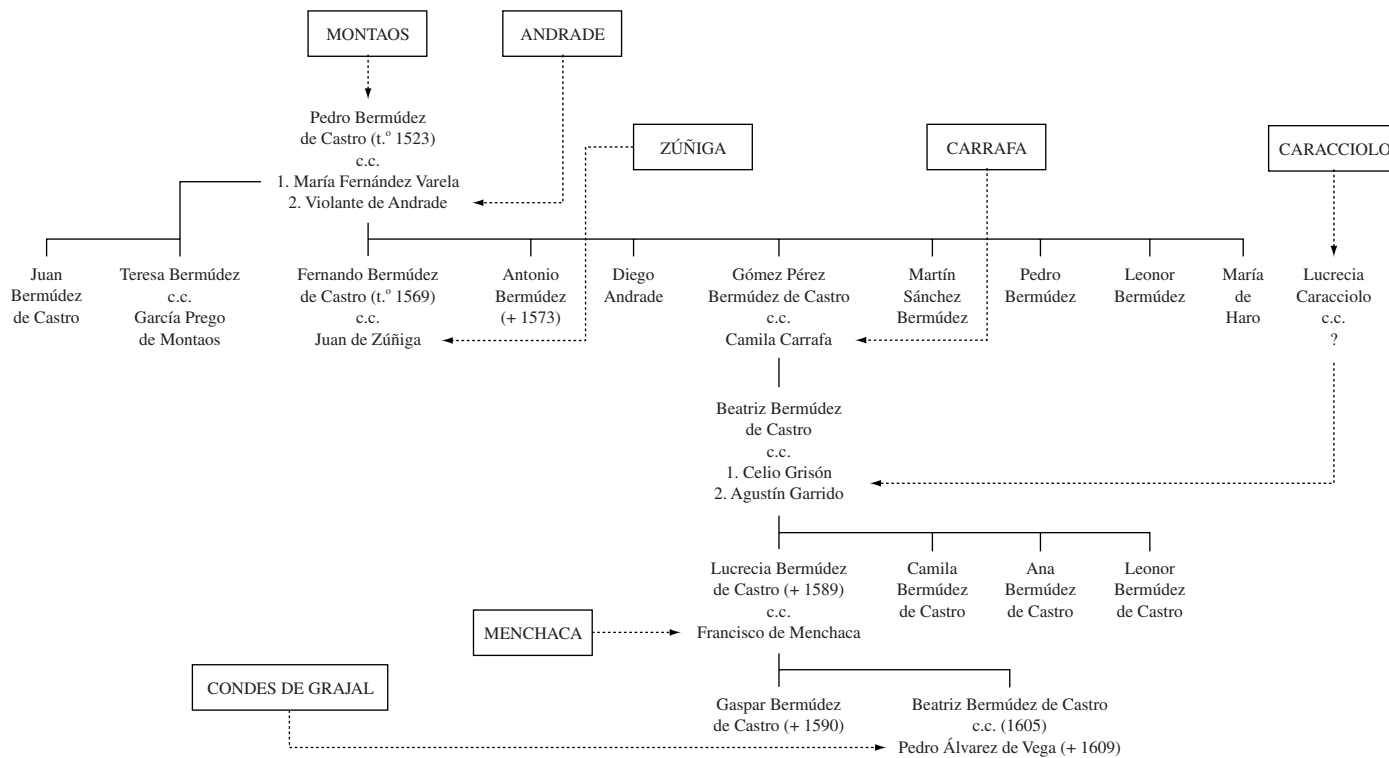 MONTAOS
ANDRADE
Pedro Bermúdez
de Castro (t.º 1523)
c.c.
1. María Fernández Varela
2. Violante de Andrade
ZÚÑIGA
CARRAFA
CARACCIOLO
Juan
Bermúdez
de Castro
Teresa Bermúdez
c.c.
García Prego
de Montaos
Fernando Bermúdez
de Castro (t.º 1569)
c.c.
Juan de Zúñiga
Antonio
Bermúdez
(+ 1573)
Diego
Andrade
Gómez Pérez
Bermúdez de Castro
c.c.
Camila Carrafa
Martín
Sánchez
Bermúdez
Pedro
Bermúdez
Leonor
Bermúdez
María
de
Haro
Lucrecia
Caracciolo
c.c.
?
Beatriz Bermúdez
de Castro
c.c.
1. Celio Grisón
2. Agustín Garrido
Lucrecia Bermúdez
de Castro (+ 1589)
c.c.
Francisco de Menchaca
Camila
Bermúdez
de Castro
Ana
Bermúdez
de Castro
Leonor
Bermúdez
de Castro
MENCHACA
CONDES DE GRAJAL
Gaspar Bermúdez
de Castro (+ 1590)
Beatriz Bermúdez de Castro
c.c. (1605)
Pedro Álvarez de Vega (+ 1609)